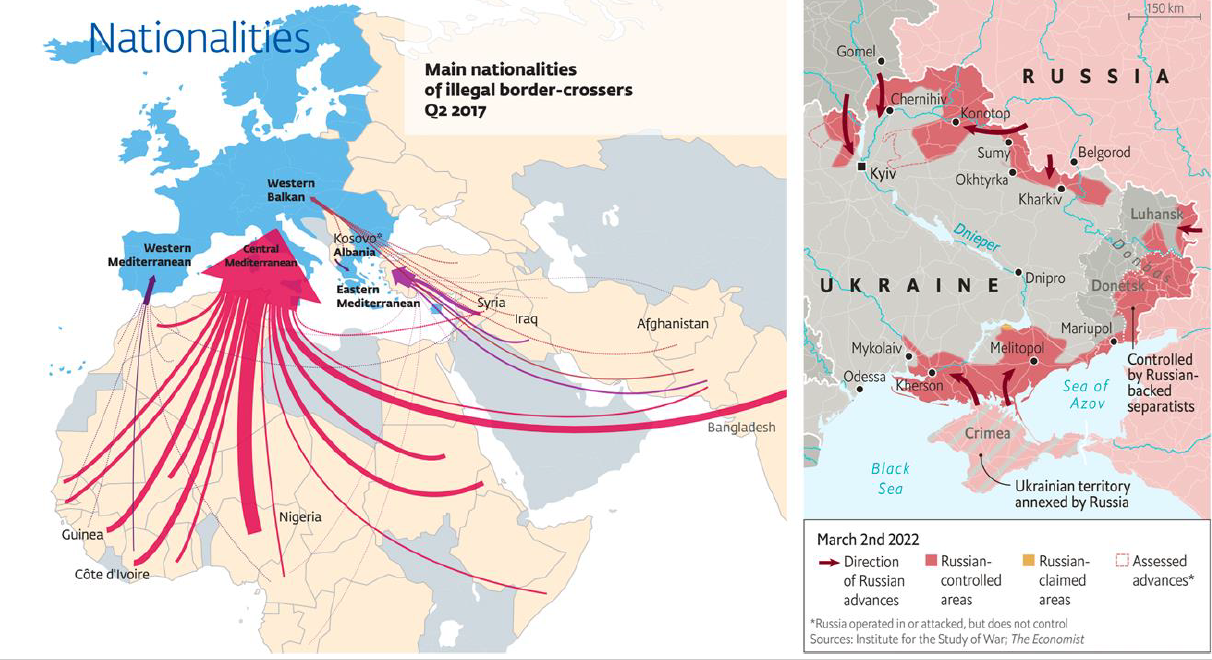 Nationalities
Main nationalities
of illegal border-crossers
Q2 2017
Western
Balkan
Western
Mediterranean
Central
Mediterranean
Kosovo*
Albania
Eastern
Mediterranean
Syria
Iraq
Afghanistan
Bangladesh
Nigeria
Guinea
Côte d'Ivoire
150 km
Gomel
RUSSIA
Chernihiv
Konotop
Sumy
Belgorod
Kyiv
Okhtyrka
Kharkiv
Luhansk
Dnieper
Donbas
UKRAINE
Dnipro
Donetsk
Mariupol
Mykolaiv
Melitopol
Odessa
Kherson
Sea of
Azov
Controlled
by Russian-
backed
separatists
Crimea
Black
Sea
Ukrainian territory
annexed by Russia
March 2nd 2022
Direction
of Russian
advances
Russian-
controlled
areas
Russian-
claimed
areas
Assessed
advances*
*Russia operated in or attacked, but does not control
Sources: Institute for the Study of War; The Economist